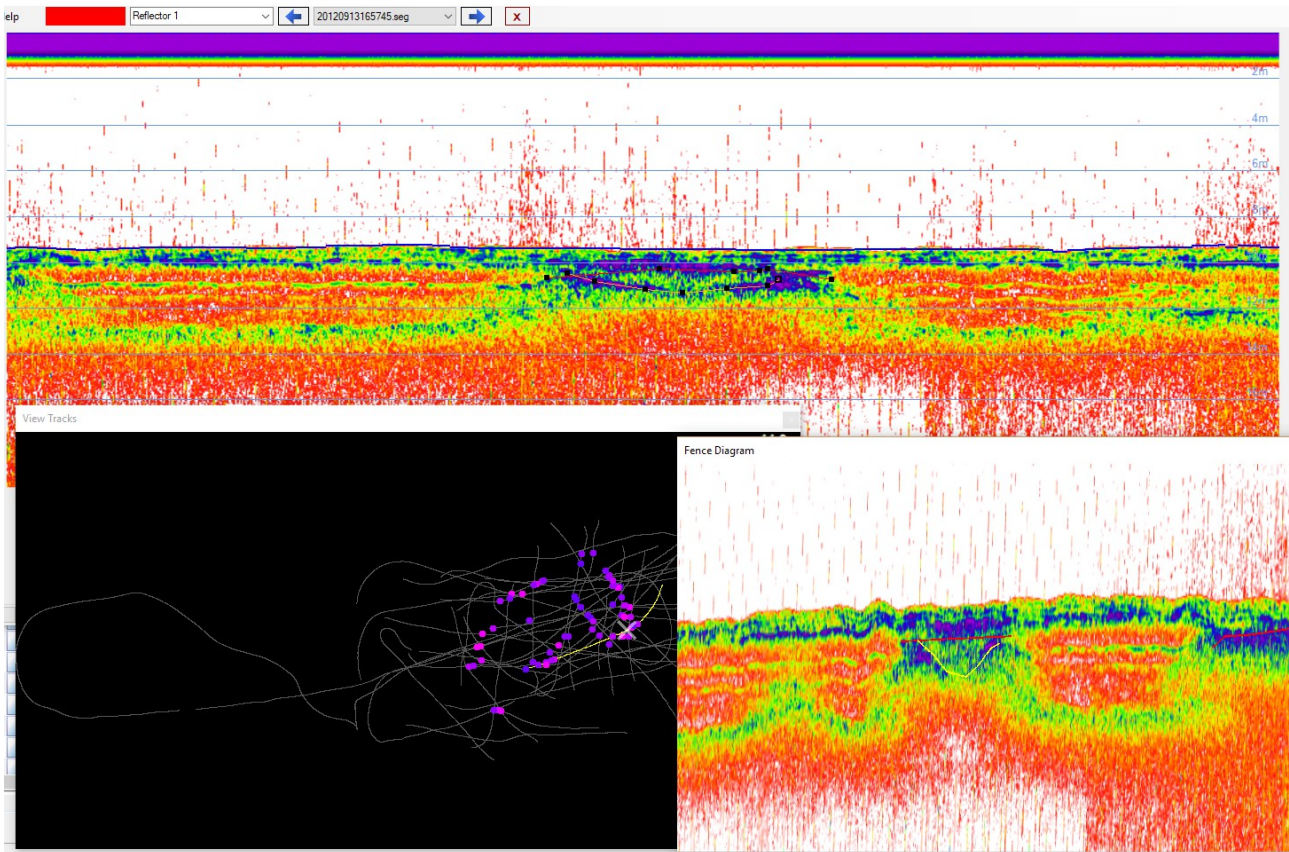 elp
Reflector 1
20120913165745.seg
X
2m
4m
6m
View Tracks
Fence Diagram